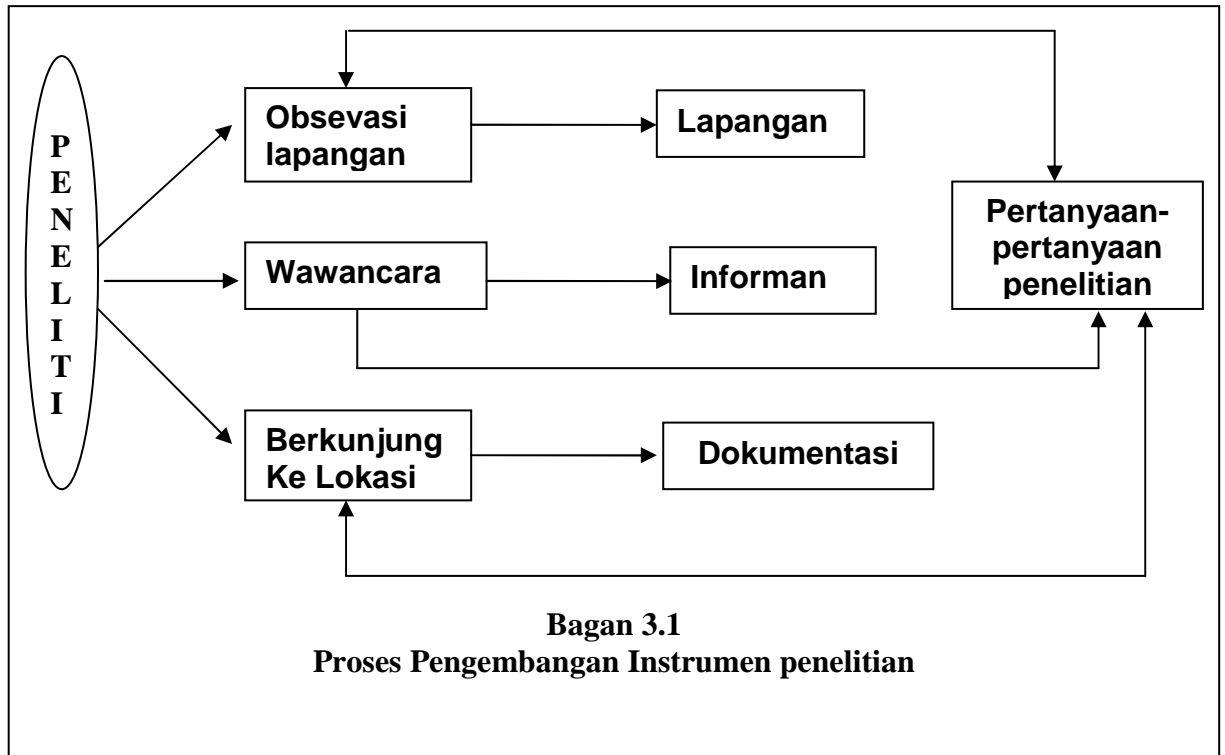 PENELITI
Obsevasi
lapangan
Lapangan
Pertanyaan-
pertanyaan
penelitian
Wawancara
Informan
Berkunjung
Ke Lokasi
Dokumentasi
Bagan 3.1
Proses Pengembangan Instrumen penelitian